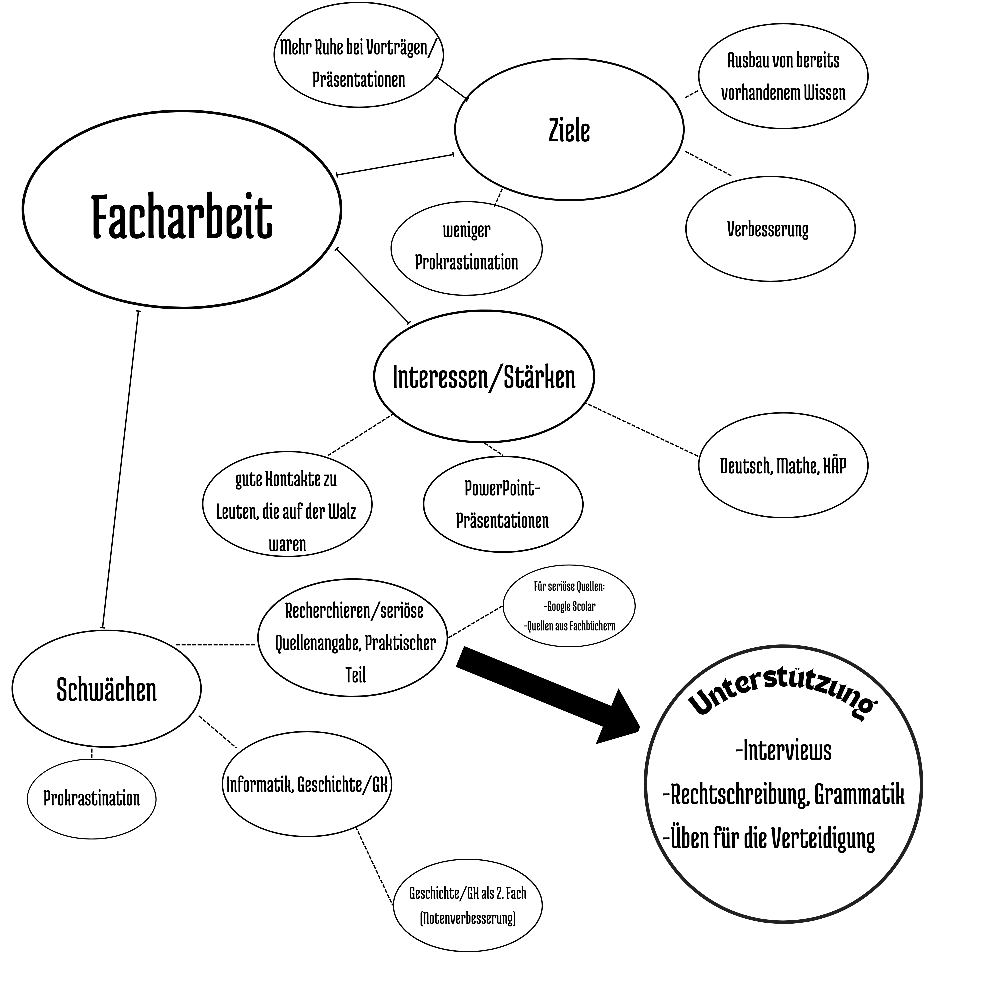 Mehr Ruhe bei Vorträgen/
Präsentationen
Ausbau von bereits
vorhandenem Wissen
Ziele
Facharbeit
weniger
Prokrastionation
Verbesserung
Interessen/Stärken
gute Kontakte zu
Leuten, die auf der Walz
waren
PowerPoint-
Präsentationen
Deutsch, Mathe, KÄP
Für seriöse Quellen:
-Google Scolar
-Quellen aus Fachbüchern
Recherchieren/seriöse
Quellenangabe, Praktischer
Teil
Schwächen
Prokrastination
Informatik, Geschichte/GK
Geschichte/GK als 2. Fach
(Notenverbesserung)
Unterstützung
-Interviews
-Rechtschreibung, Grammatik
-Üben für die Verteidigung